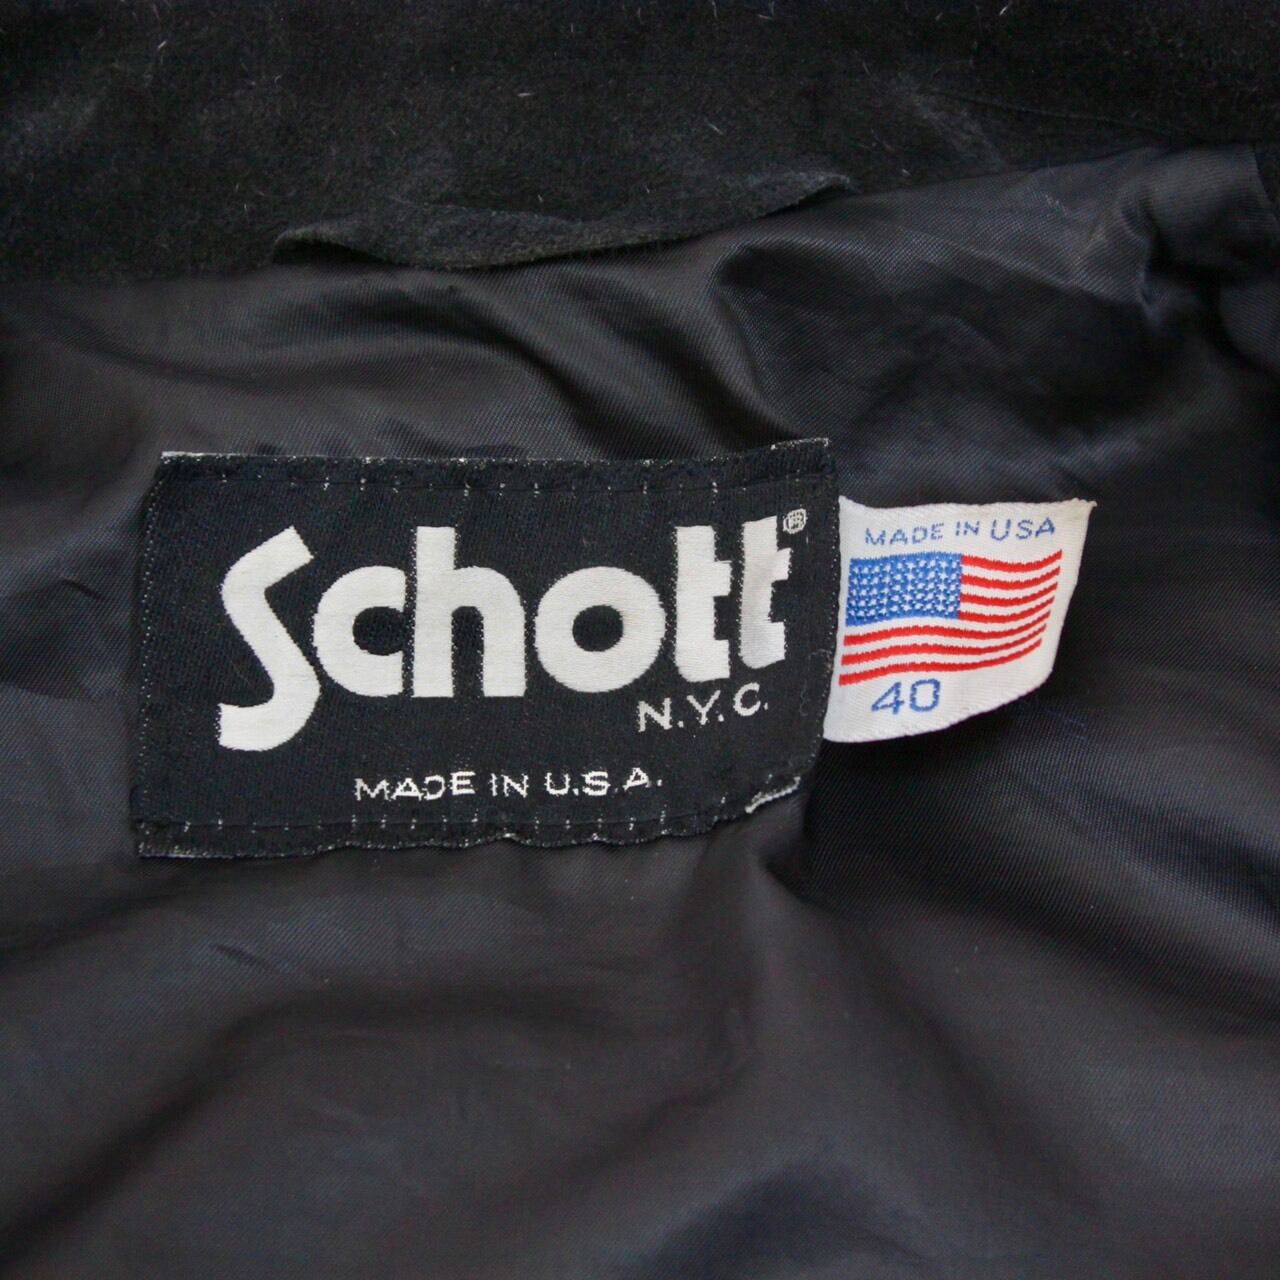 Schott®
N.Y.C.
MADE IN U.S.A.
MADE IN USA
40